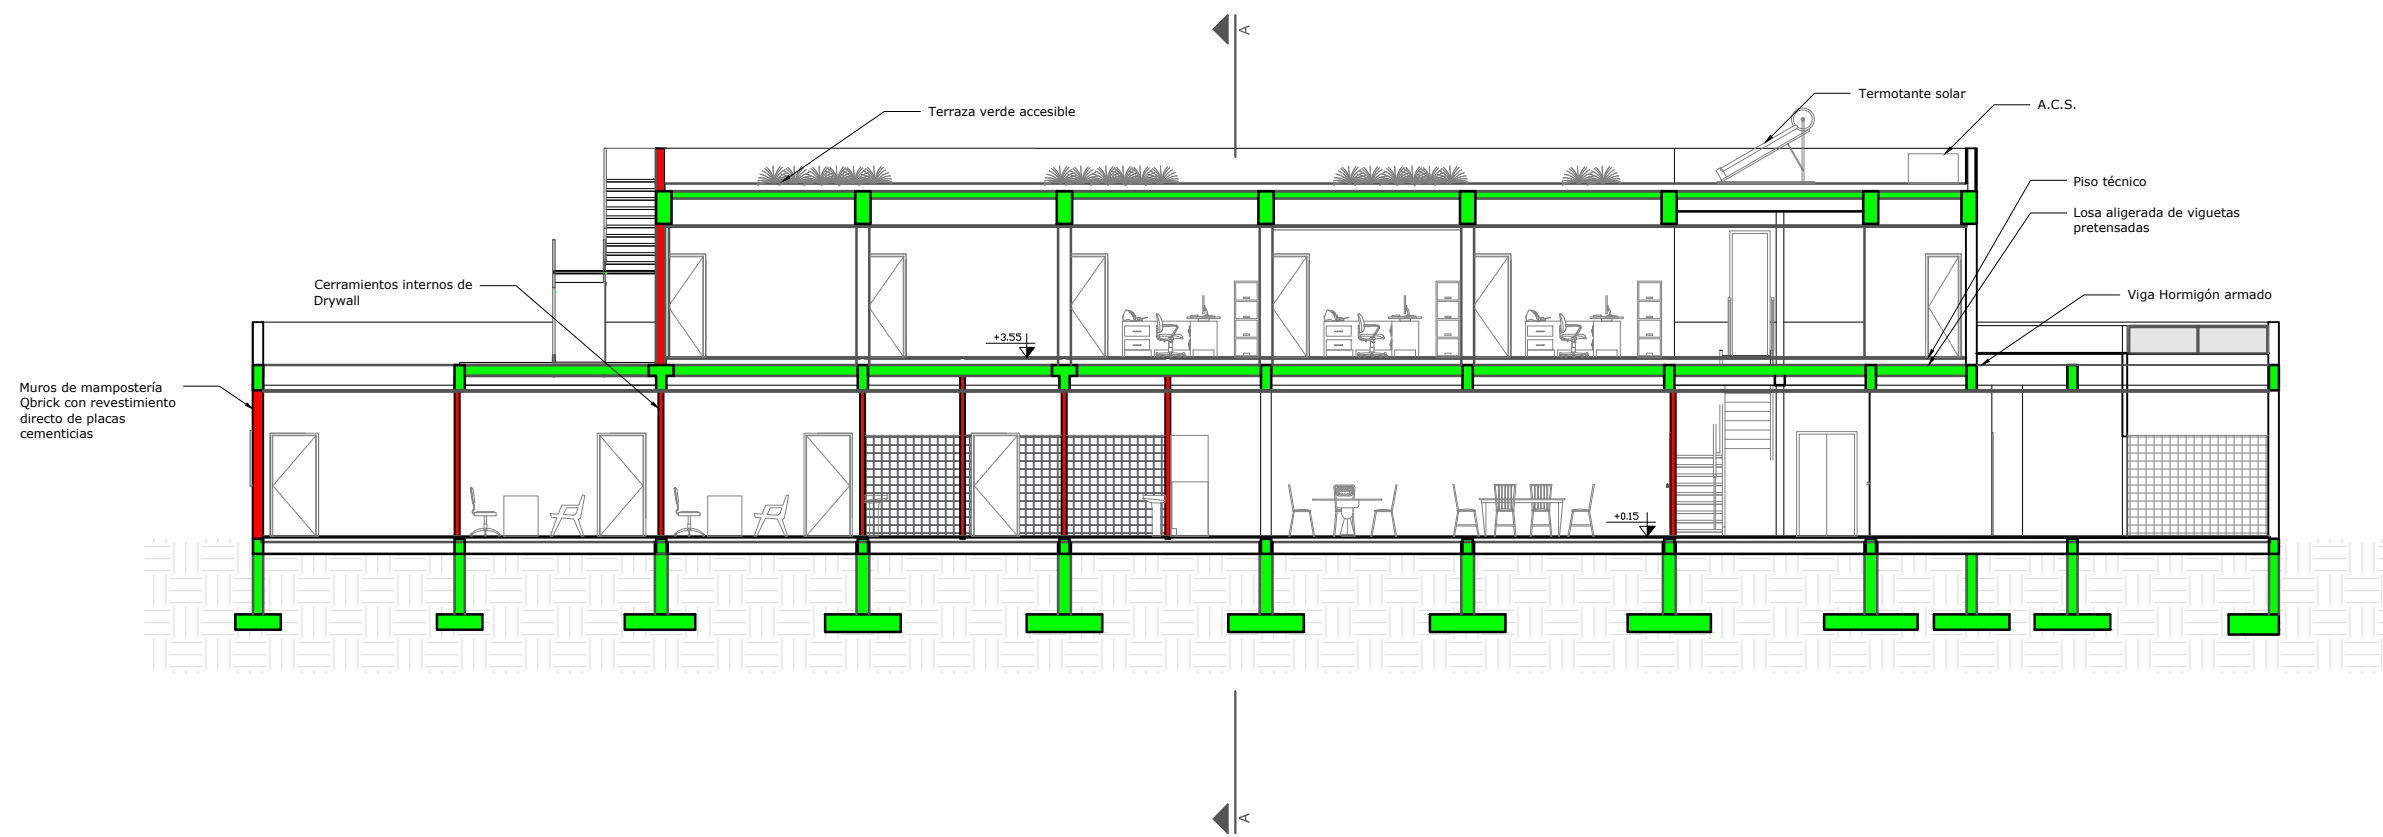 A
Termotante solar
A.C.S.
Terraza verde accesible
Piso técnico
Losa aligerada de viguetas
pretensadas
Cerramientos internos de
Drywall
Viga Hormigón armado
+3.55
Muros de mampostería
Qbrick con revestimiento
directo de placas
cementicias
+0.15
A